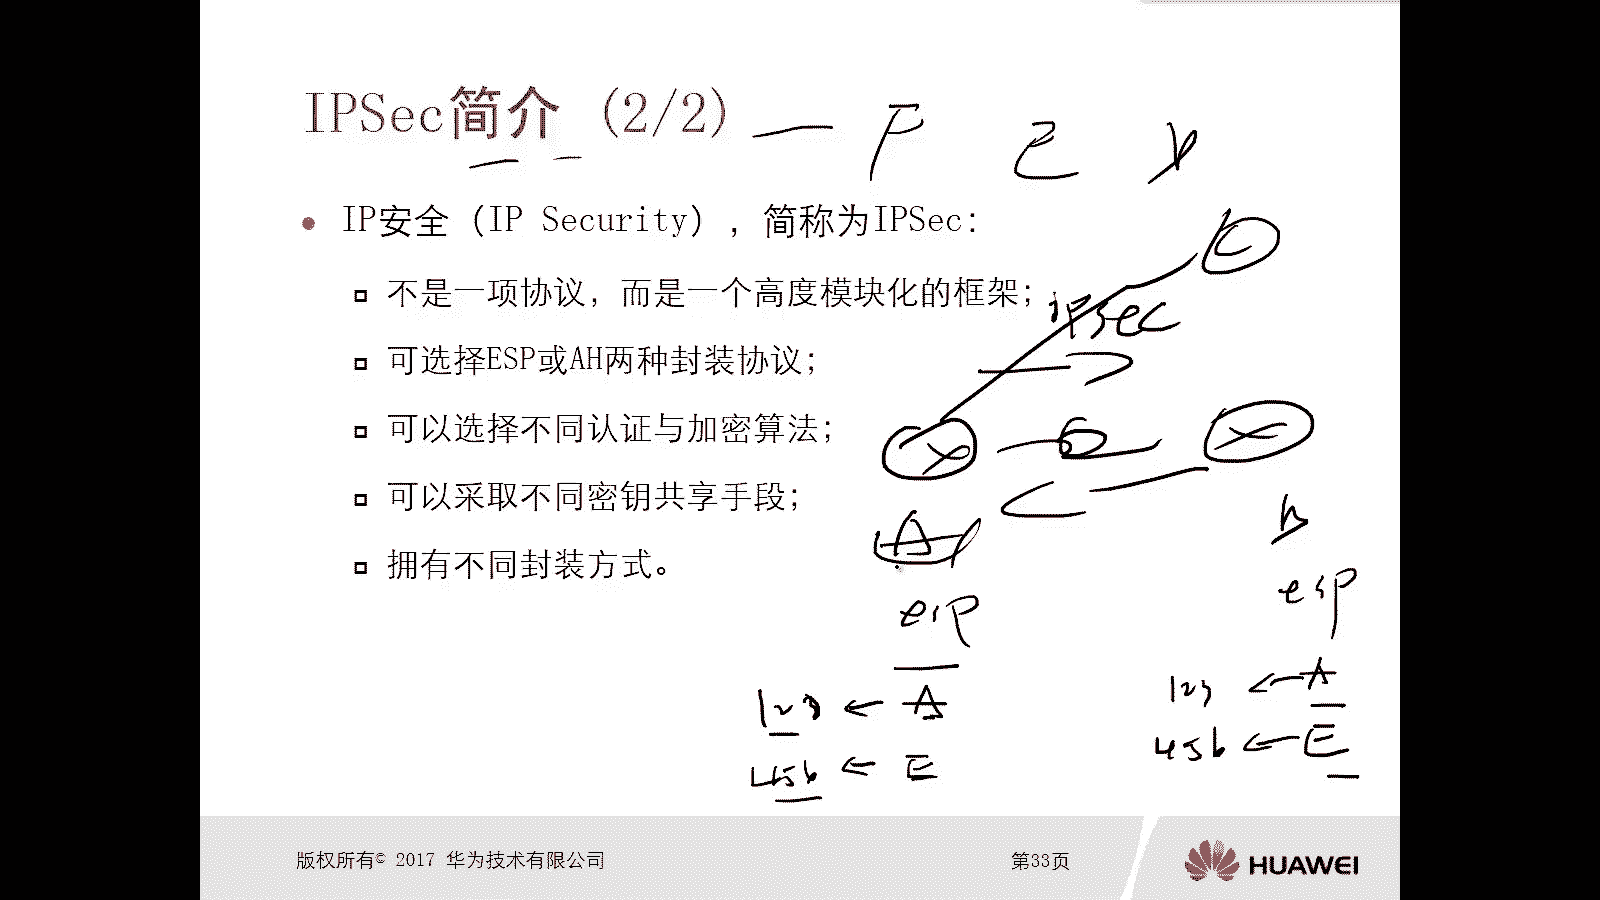 IPSec简介 (2/2)
P
E
IP安全（IP Security），简称为IPSec：
不是一项协议，而是一个高度模块化的框架；
IPSec
可选择ESP或AH两种封装协议；
可以选择不同认证与加密算法；
可以采取不同密钥共享手段；
A
B
拥有不同封装方式。
esp
esp
123 ← A
123 ← A
456 ← E
456 ← E
版权所有© 2017 华为技术有限公司
第33页
HUAWEI